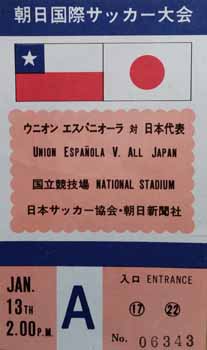 朝日国際サッカー大会
ウニオン エスパニオーラ 対 日本代表
UNION ESPAÑOLA V. ALL JAPAN
国立競技場 NATIONAL STADIUM
日本サッカー協会・朝日新聞社
JAN.
13TH
2.00 P.M.
A
入口 ENTRANCE
⑰ ㉒
No. 06343